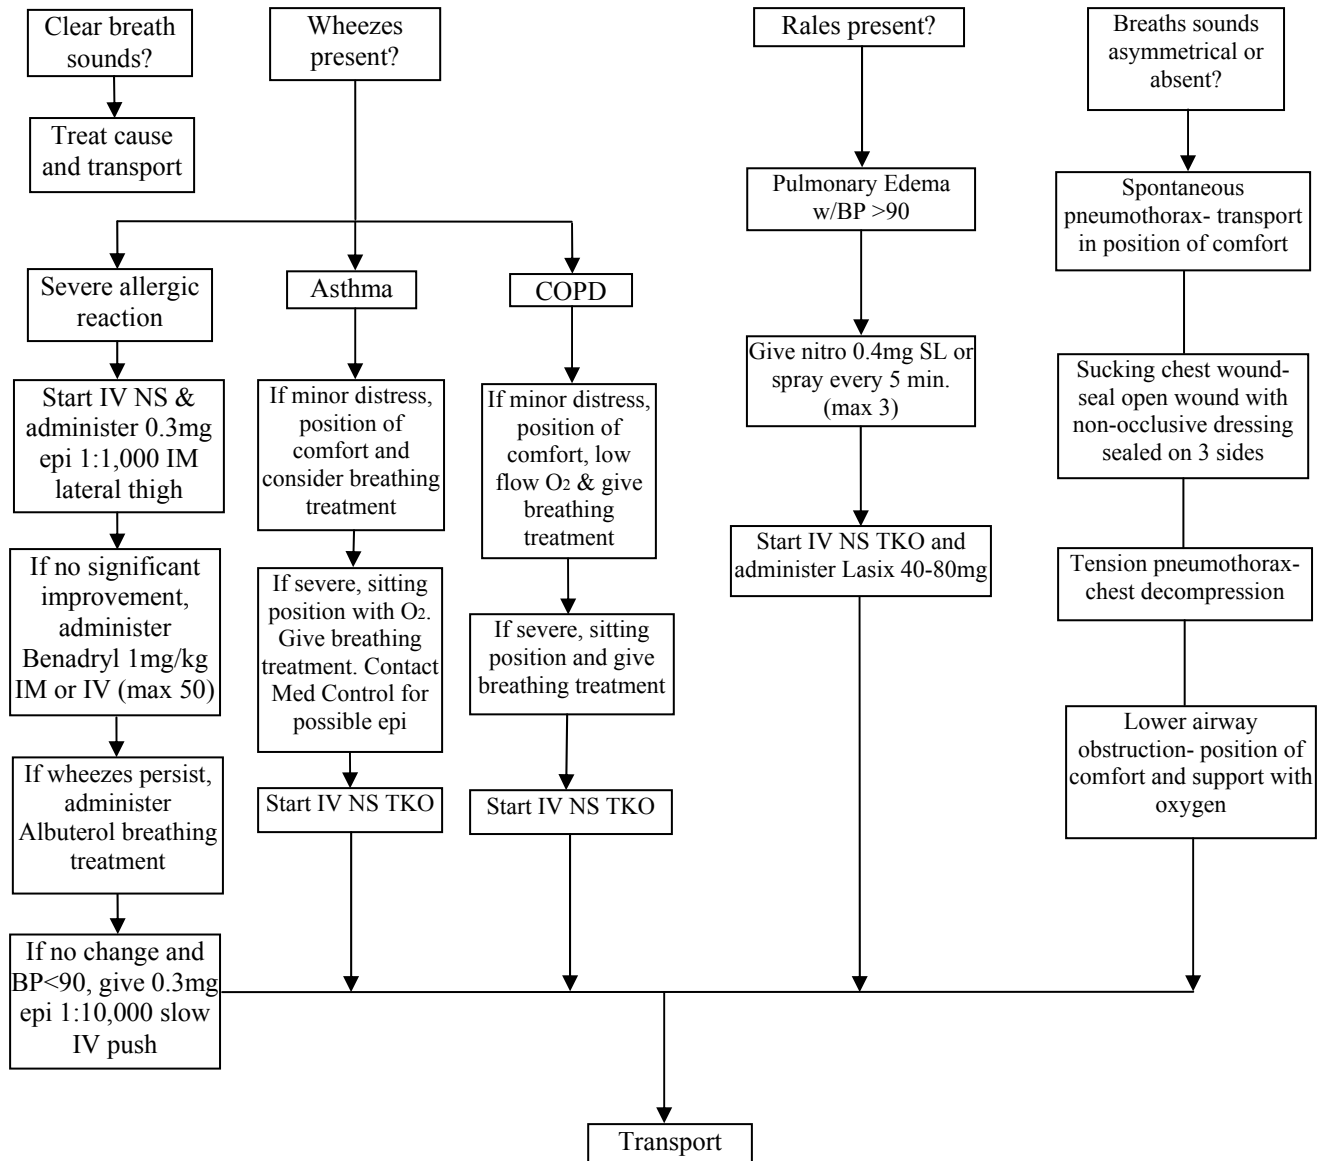 Clear breath
sounds?
Wheezes
present?
Rales present?
Breaths sounds
asymmetrical or
absent?
Treat cause
and transport
Pulmonary Edema
w/BP >90
Spontaneous
pneumothorax- transport
in position of comfort
Severe allergic
reaction
Asthma
COPD
Start IV NS &
administer 0.3mg
epi 1:1,000 IM
lateral thigh
If minor distress,
position of
comfort and
consider breathing
treatment
If minor distress,
position of
comfort, low
flow O2 & give
breathing
treatment
Give nitro 0.4mg SL or
spray every 5 min.
(max 3)
Sucking chest wound-
seal open wound with
non-occlusive dressing
sealed on 3 sides
If no significant
improvement,
administer
Benadryl 1mg/kg
IM or IV (max 50)
If severe, sitting
position with O2.
Give breathing
treatment. Contact
Med Control for
possible epi
If severe, sitting
position and give
breathing treatment
Start IV NS TKO and
administer Lasix 40-80mg
Tension pneumothorax-
chest decompression
If wheezes persist,
administer
Albuterol breathing
treatment
Start IV NS TKO
Start IV NS TKO
Lower airway
obstruction- position of
comfort and support with
oxygen
If no change and
BP<90, give 0.3mg
epi 1:10,000 slow
IV push
Transport